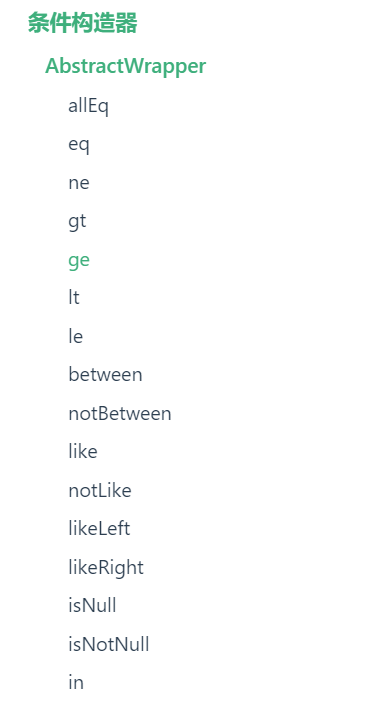 条件构造器
AbstractWrapper
allEq
eq
ne
gt
ge
lt
le
between
notBetween
like
notLike
likeLeft
likeRight
isNull
isNotNull
in